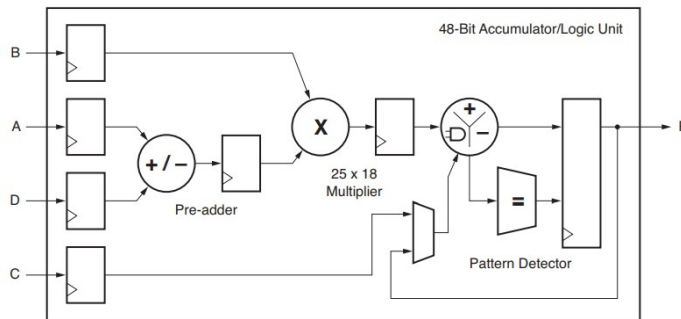 48-Bit Accumulator/Logic Unit
B
A
+
–
+ / –
X
D
25 x 18
Multiplier
Pre-adder
=
C
Pattern Detector